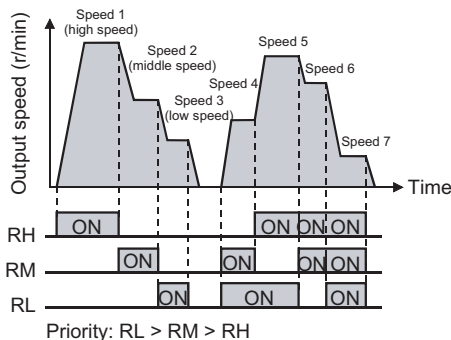 Output speed (r/min)
Speed 1
(high speed)
Speed 2
(middle speed)
Speed 3
(low speed)
Speed 4
Speed 5
Speed 6
Speed 7
Time
RH
ON
ON
ON
ON
RM
ON
ON
ON
ON
RL
ON
ON
ON
Priority: RL > RM > RH